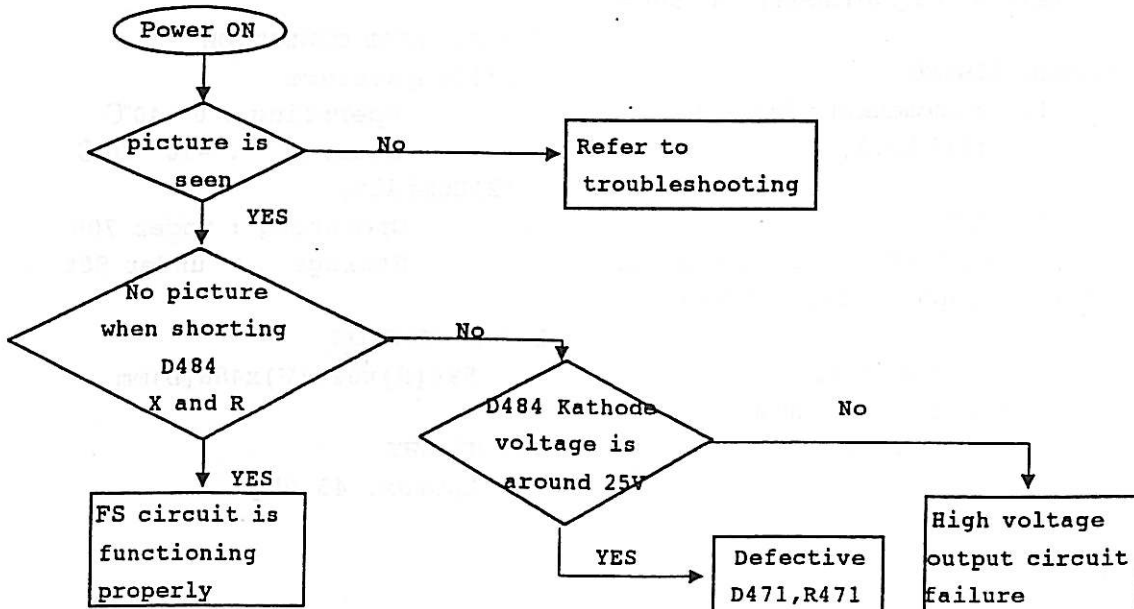 Power ON
picture is
seen
No
Refer to
troubleshooting
YES
No picture
when shorting
D484
X and R
No
YES
FS circuit is
functioning
properly
D484 Kathode
voltage is
around 25V
No
YES
Defective
D471,R471
High voltage
output circuit
failure